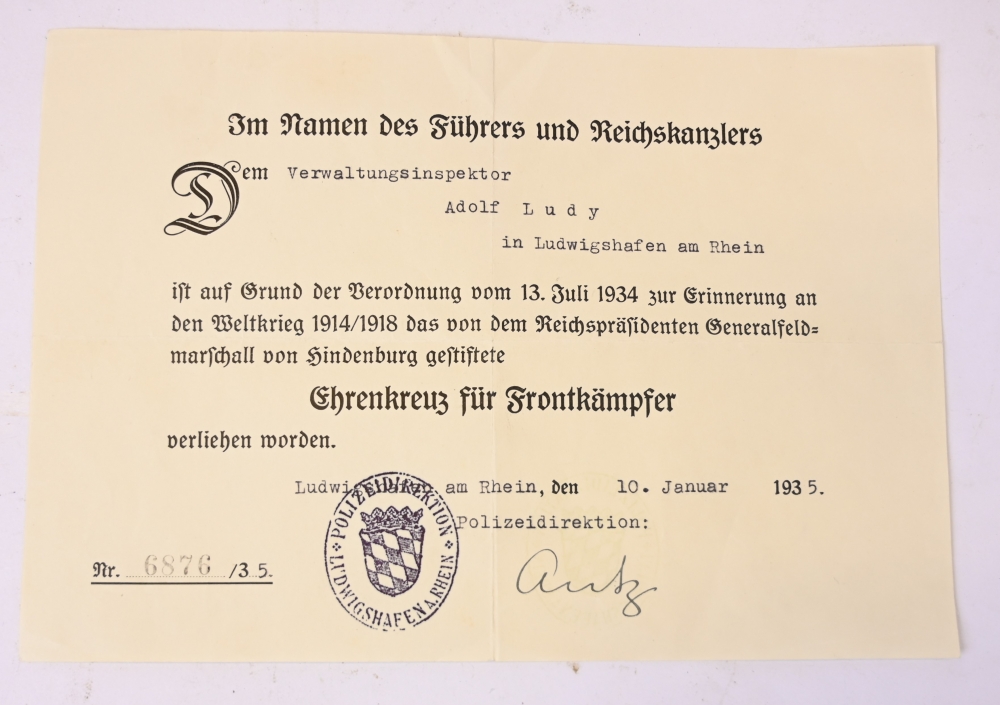 Im Namen des Führers und Reichskanzlers
Dem Verwaltungsinspektor
Adolf L u d y
in Ludwigshafen am Rhein
ist auf Grund der Verordnung vom 13. Juli 1934 zur Erinnerung an
den Weltkrieg 1914/1918 das von dem Reichspräsidenten Generalfeld=
marschall von Hindenburg gestiftete
Ehrenkreuz für Frontkämpfer
verliehen worden.
Ludwigshafen am Rhein, den 10. Januar 1935.
Polizeidirektion:
POLIZEIDIREKTION
LUDWIGSHAFEN A. RHEIN
Nr. 6876 /35.